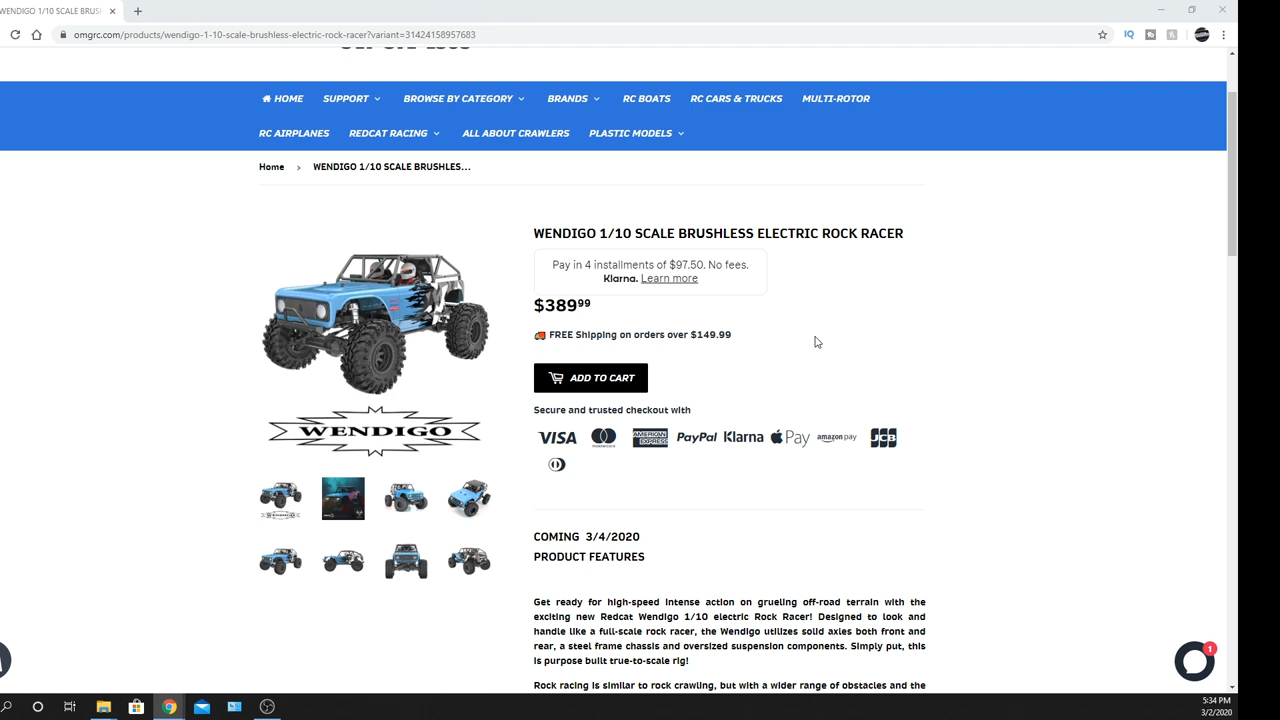 WENDIGO 1/10 SCALE BRUSH
omgrc.com/products/wendigo-1-10-scale-brushless-electric-rock-racer?variant=31424158957683
IQ
HOME SUPPORT BROWSE BY CATEGORY BRANDS RC BOATS RC CARS & TRUCKS MULTI-ROTOR
RC AIRPLANES REDCAT RACING ALL ABOUT CRAWLERS PLASTIC MODELS
Home › WENDIGO 1/10 SCALE BRUSHLES...
WENDIGO 1/10 SCALE BRUSHLESS ELECTRIC ROCK RACER
Pay in 4 installments of $97.50. No fees.
Klarna. Learn more
$389.99
FREE Shipping on orders over $149.99
ADD TO CART
Secure and trusted checkout with
VISA AMERICAN EXPRESS PayPal Klarna Pay amazon pay JCB
WENDIGO
COMING 3/4/2020
PRODUCT FEATURES
Get ready for high-speed intense action on grueling off-road terrain with the
exciting new Redcat Wendigo 1/10 electric Rock Racer! Designed to look and
handle like a full-scale rock racer, the Wendigo utilizes solid axles both front and
rear, a steel frame chassis and oversized suspension components. Simply put, this
is purpose built true-to-scale rig!
Rock racing is similar to rock crawling, but with a wider range of obstacles and the
1
5:34 PM
3/2/2020